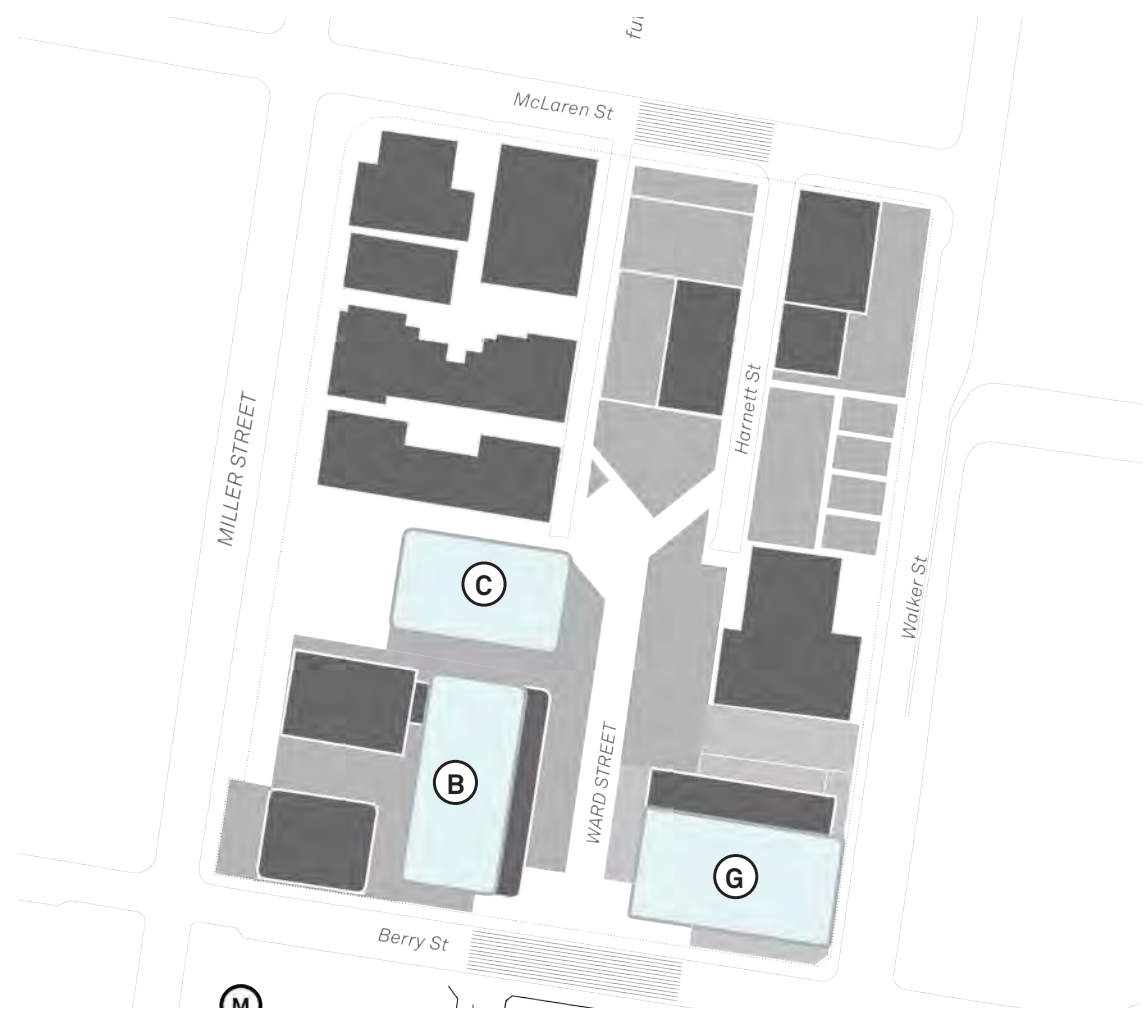 McLaren St
MILLER STREET
Harnett St
C
Walker St
B
WARD STREET
G
Berry St
M